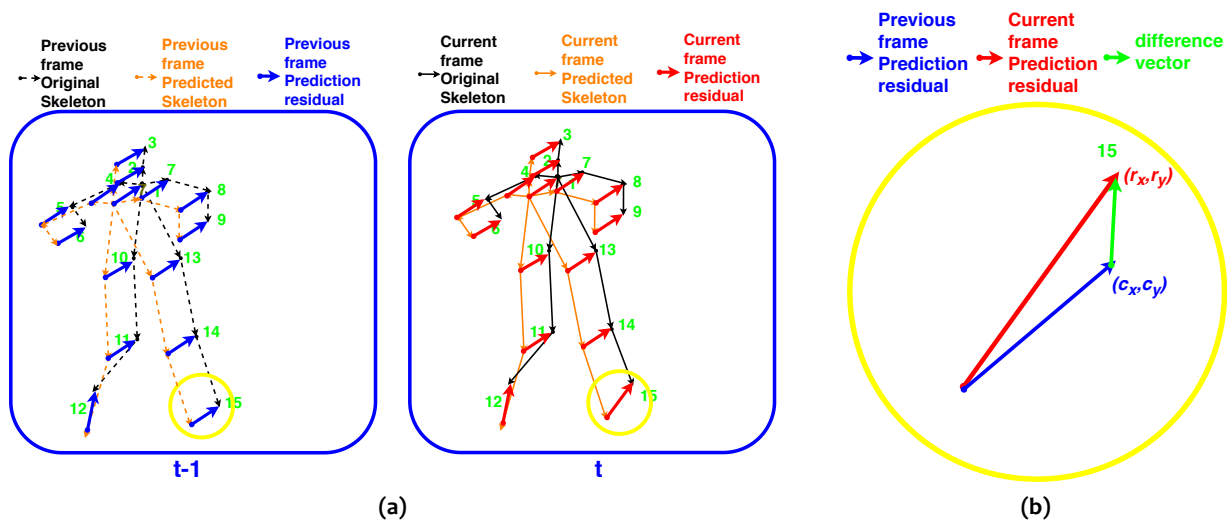 Previous frame Original Skeleton
Previous frame Predicted Skeleton
Previous frame Prediction residual
Current frame Original Skeleton
Current frame Predicted Skeleton
Current frame Prediction residual
Previous frame Prediction residual
Current frame Prediction residual
difference vector
3
2
7
4
1
8
5
9
6
10
13
11
14
12
15
t-1
3
2
7
4
1
8
5
9
6
10
13
11
14
12
15
t
15
(rx,ry)
(cx,cy)
(a)
(b)